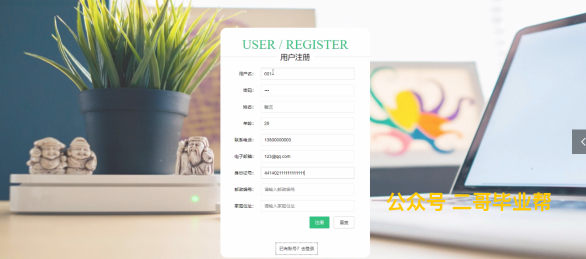 USER / REGISTER
用户注册
用户名： 001
密码： •••
姓名： 张三
年龄： 25
联系电话： 13800000000
电子邮箱： 123@qq.com
身份证号：
邮政编码： 请输入邮政编码
家庭住址： 请输入家庭住址
注册 重置
已有账号？去登录
公众号 二哥毕业帮